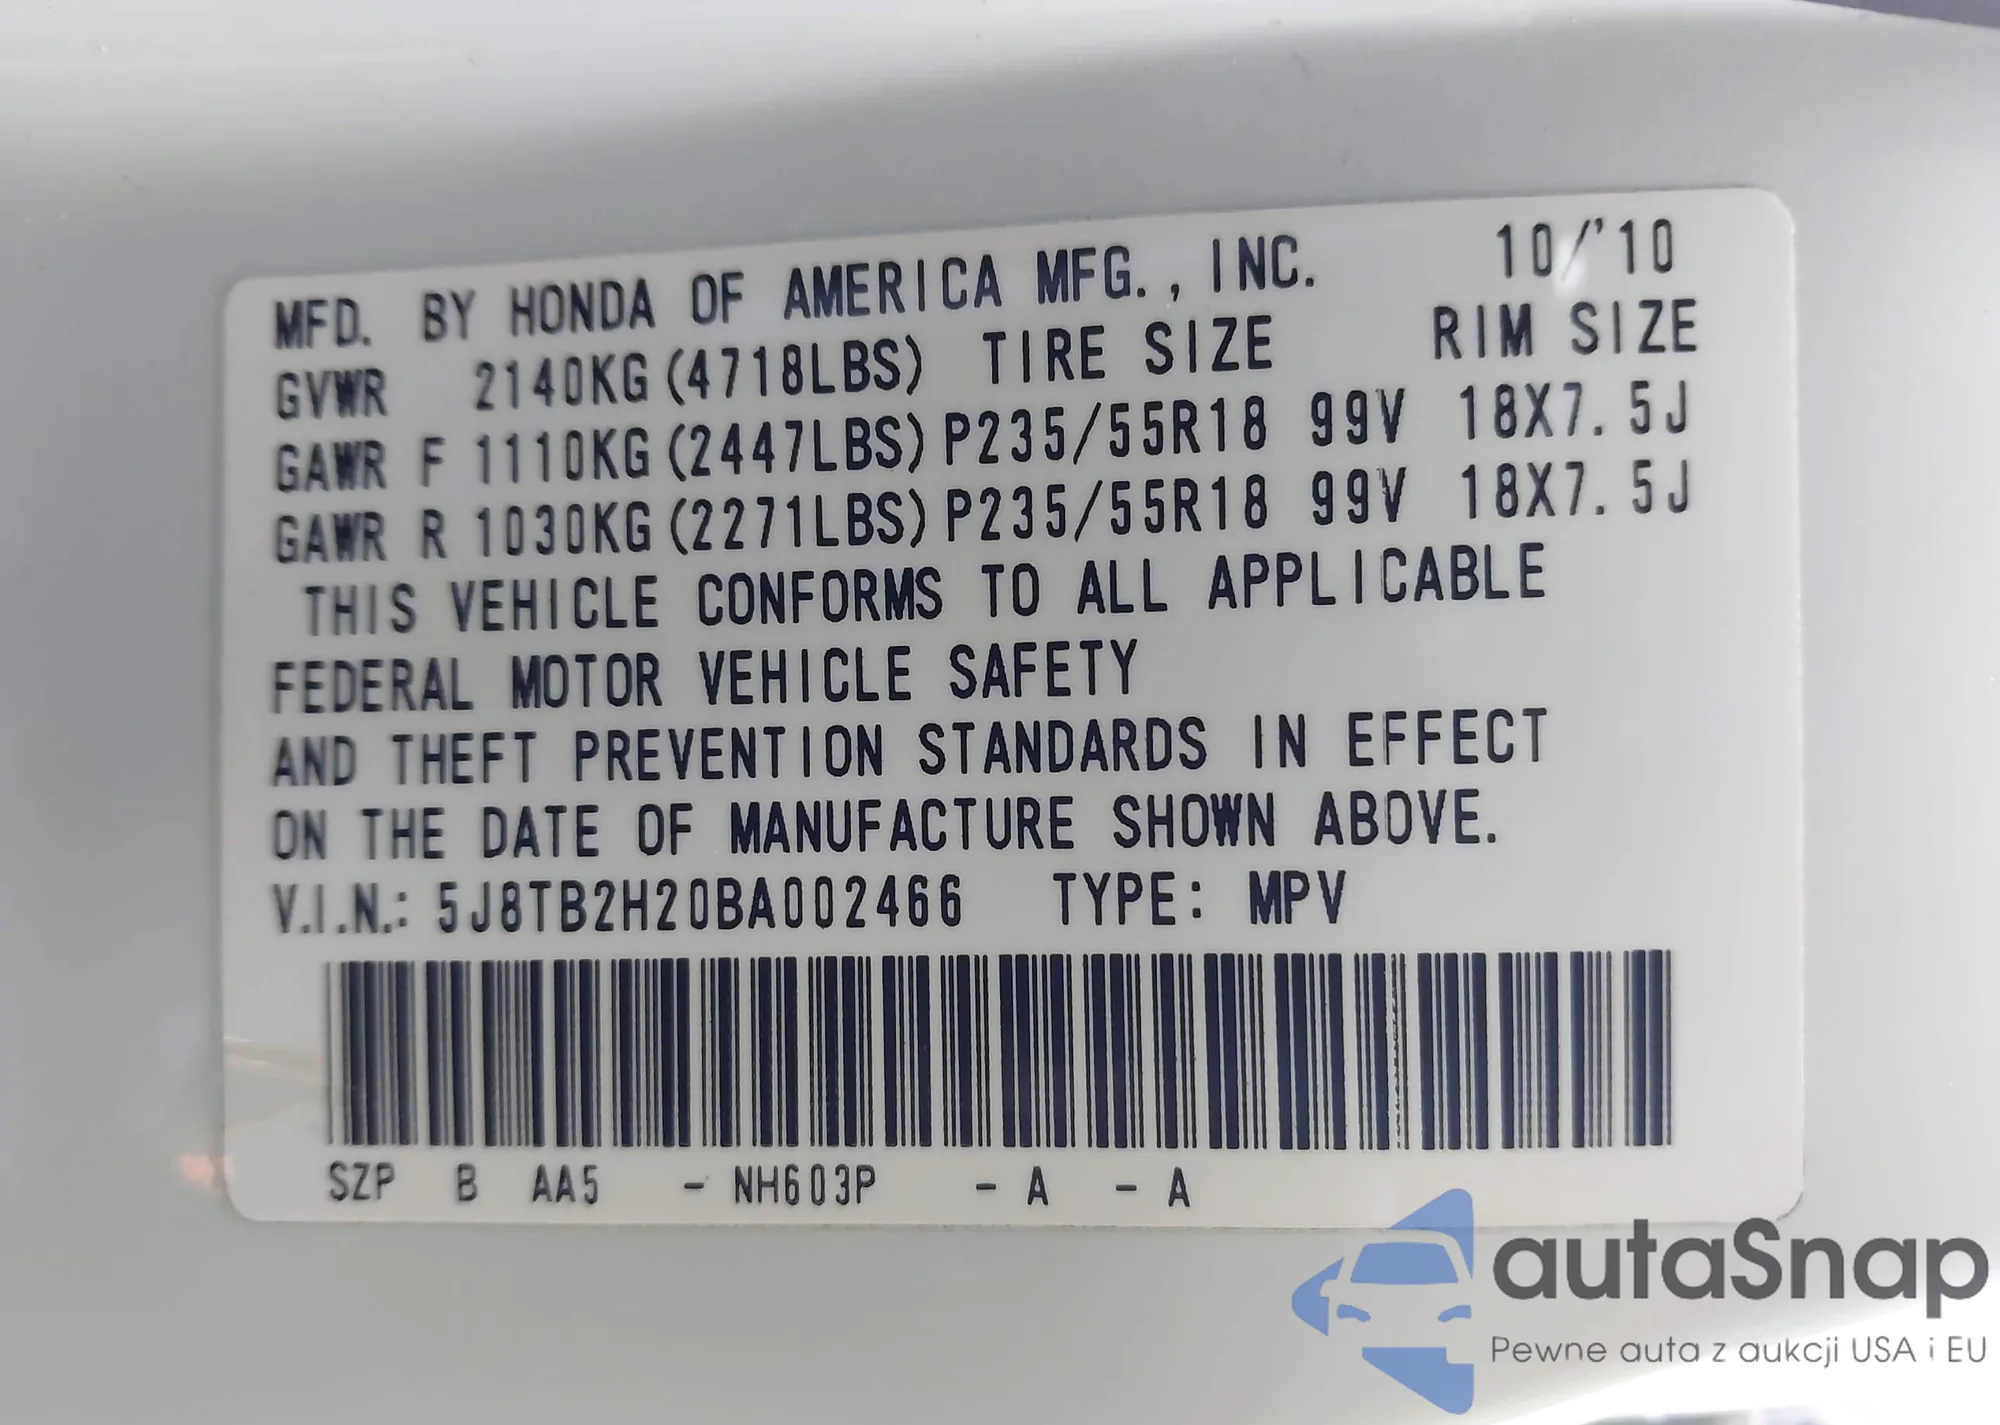 MFD. BY HONDA OF AMERICA MFG., INC. 10/'10
GVWR 2140KG (4718LBS) TIRE SIZE RIM SIZE
GAWR F 1110KG (2447LBS) P235/55R18 99V 18X7.5J
GAWR R 1030KG (2271LBS) P235/55R18 99V 18X7.5J
THIS VEHICLE CONFORMS TO ALL APPLICABLE
FEDERAL MOTOR VEHICLE SAFETY
AND THEFT PREVENTION STANDARDS IN EFFECT
ON THE DATE OF MANUFACTURE SHOWN ABOVE.
V.I.N.: 5J8TB2H20BA002466 TYPE: MPV
SZP B AA5 - NH603P - A - A
autaSnap
Pewne auta z aukcji USA i EU